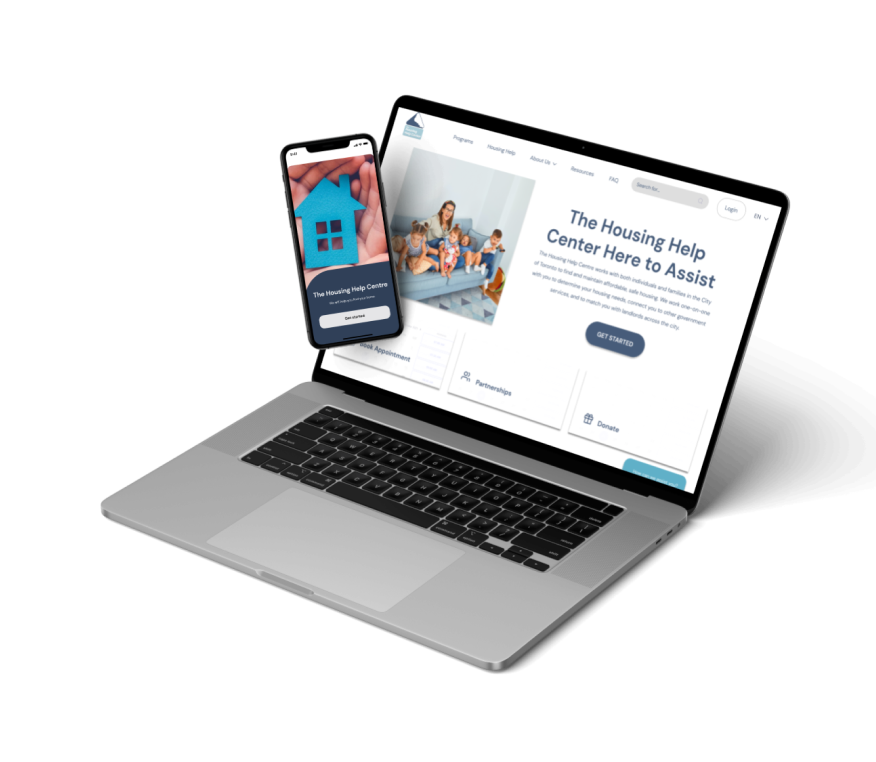 9:41
The Housing Help Centre
Get started
Programs
Housing Help
About Us
Resources
FAQ
Search for...
Login
EN
The Housing Help
Center Here to Assist
The Housing Help Centre works with both individuals and families in the City
of Toronto to find and maintain affordable, safe housing. We work one-on-one
with you to determine your housing needs, connect you to other government
services, and to match you with landlords across the city.
GET STARTED
Book Appointment
Partnerships
Donate